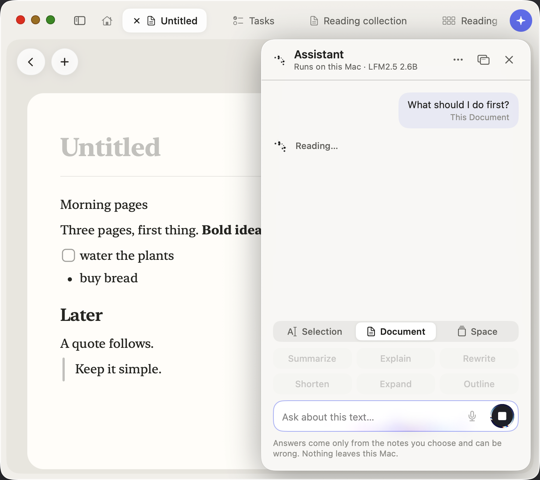 Untitled
Tasks
Reading collection
Reading
Untitled
Morning pages
Three pages, first thing. Bold idea
water the plants
• buy bread
Later
A quote follows.
Keep it simple.
Assistant
Runs on this Mac · LFM2.5 2.6B
What should I do first?
This Document
Reading...
Selection
Document
Space
Summarize
Explain
Rewrite
Shorten
Expand
Outline
Ask about this text...
Answers come only from the notes you choose and can be
wrong. Nothing leaves this Mac.